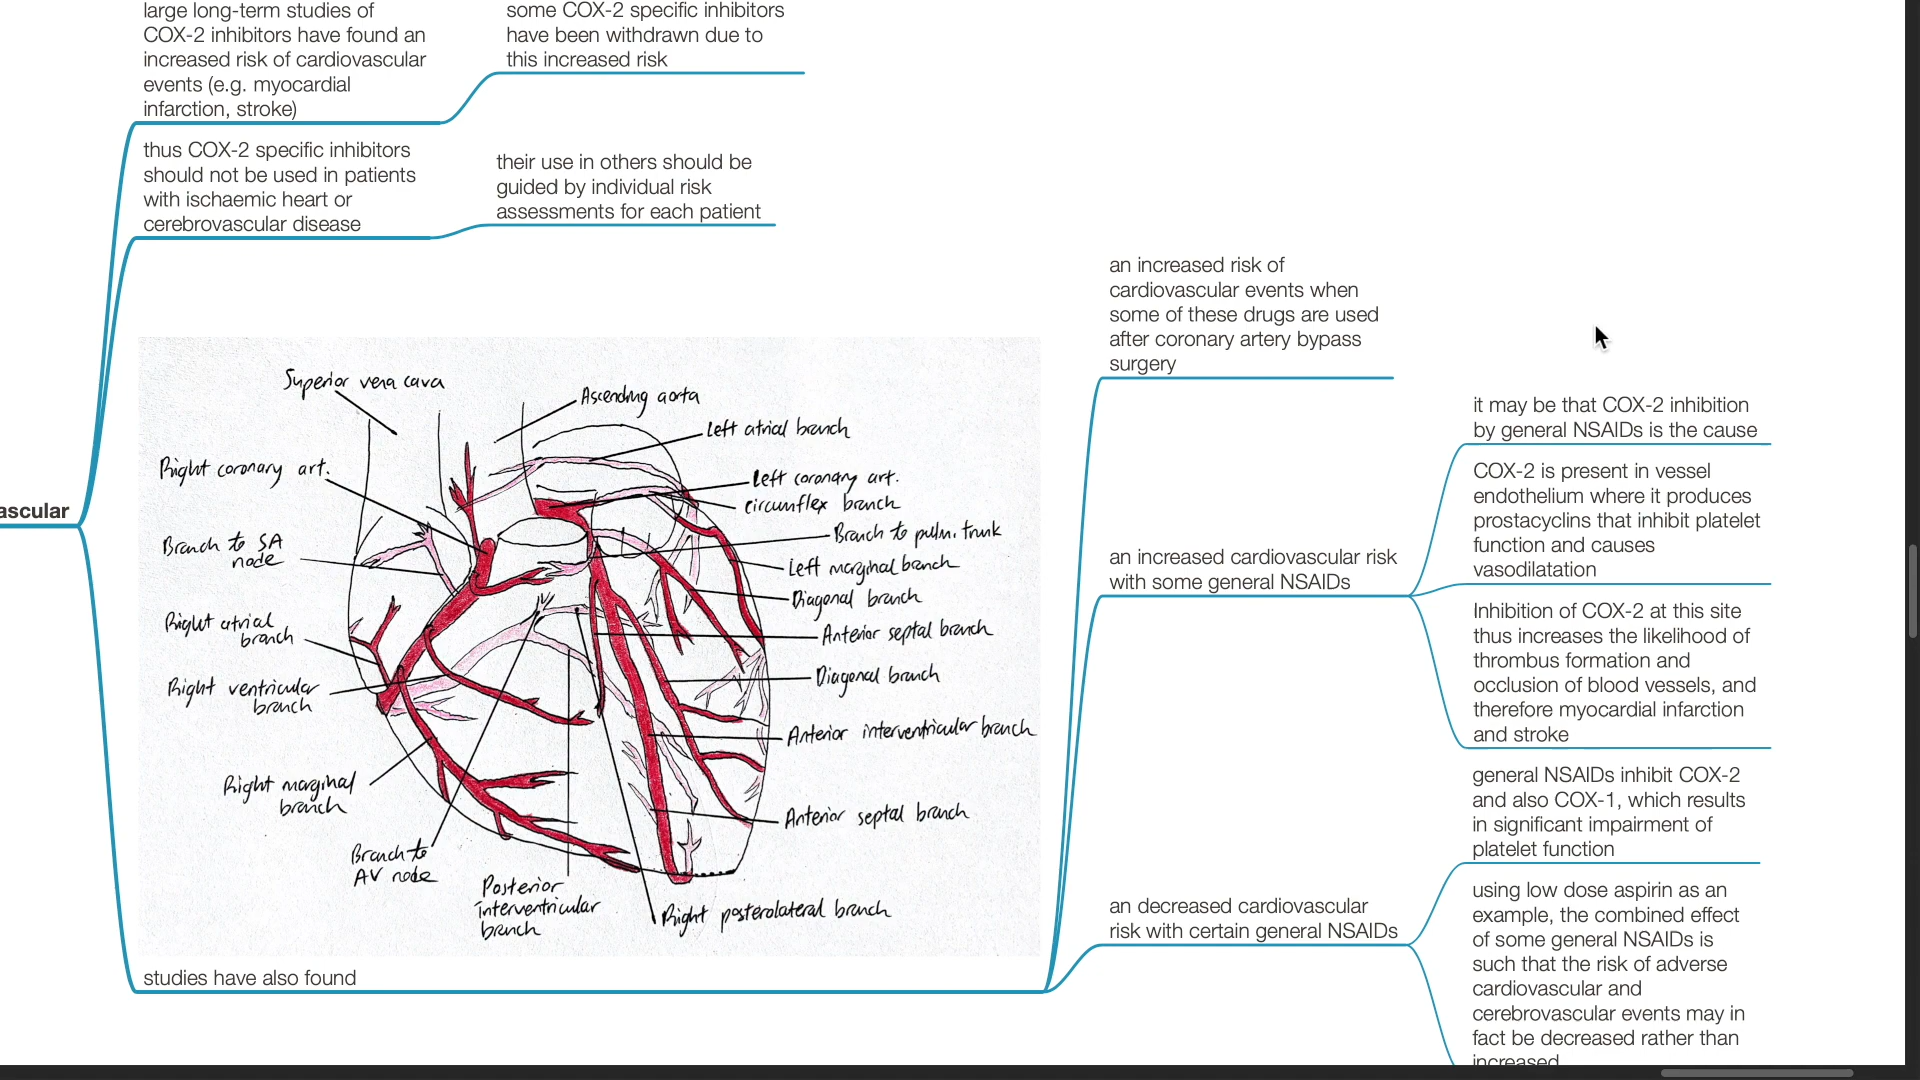 large long-term studies of
COX-2 inhibitors have found an
increased risk of cardiovascular
events (e.g. myocardial
infarction, stroke)
some COX-2 specific inhibitors
have been withdrawn due to
this increased risk
thus COX-2 specific inhibitors
should not be used in patients
with ischaemic heart or
cerebrovascular disease
their use in others should be
guided by individual risk
assessments for each patient
ascular
Superior vena cava
Ascending aorta
Left atrial branch
Right coronary art.
Left coronary art.
circumflex branch
Branch to pulm. trunk
Branch to SA
node
Left marginal branch
Diagonal branch
Right atrial
branch
Anterior septal branch
Diagonal branch
Right ventricular
branch
Anterior interventricular branch
Right marginal
branch
Anterior septal branch
Branch to
AV node
Posterior
interventricular
branch
Right posterolateral branch
studies have also found
an increased risk of
cardiovascular events when
some of these drugs are used
after coronary artery bypass
surgery
an increased cardiovascular risk
with some general NSAIDs
it may be that COX-2 inhibition
by general NSAIDs is the cause
COX-2 is present in vessel
endothelium where it produces
prostacyclins that inhibit platelet
function and causes
vasodilatation
Inhibition of COX-2 at this site
thus increases the likelihood of
thrombus formation and
occlusion of blood vessels, and
therefore myocardial infarction
and stroke
an decreased cardiovascular
risk with certain general NSAIDs
general NSAIDs inhibit COX-2
and also COX-1, which results
in significant impairment of
platelet function
using low dose aspirin as an
example, the combined effect
of some general NSAIDs is
such that the risk of adverse
cardiovascular and
cerebrovascular events may in
fact be decreased rather than
increased